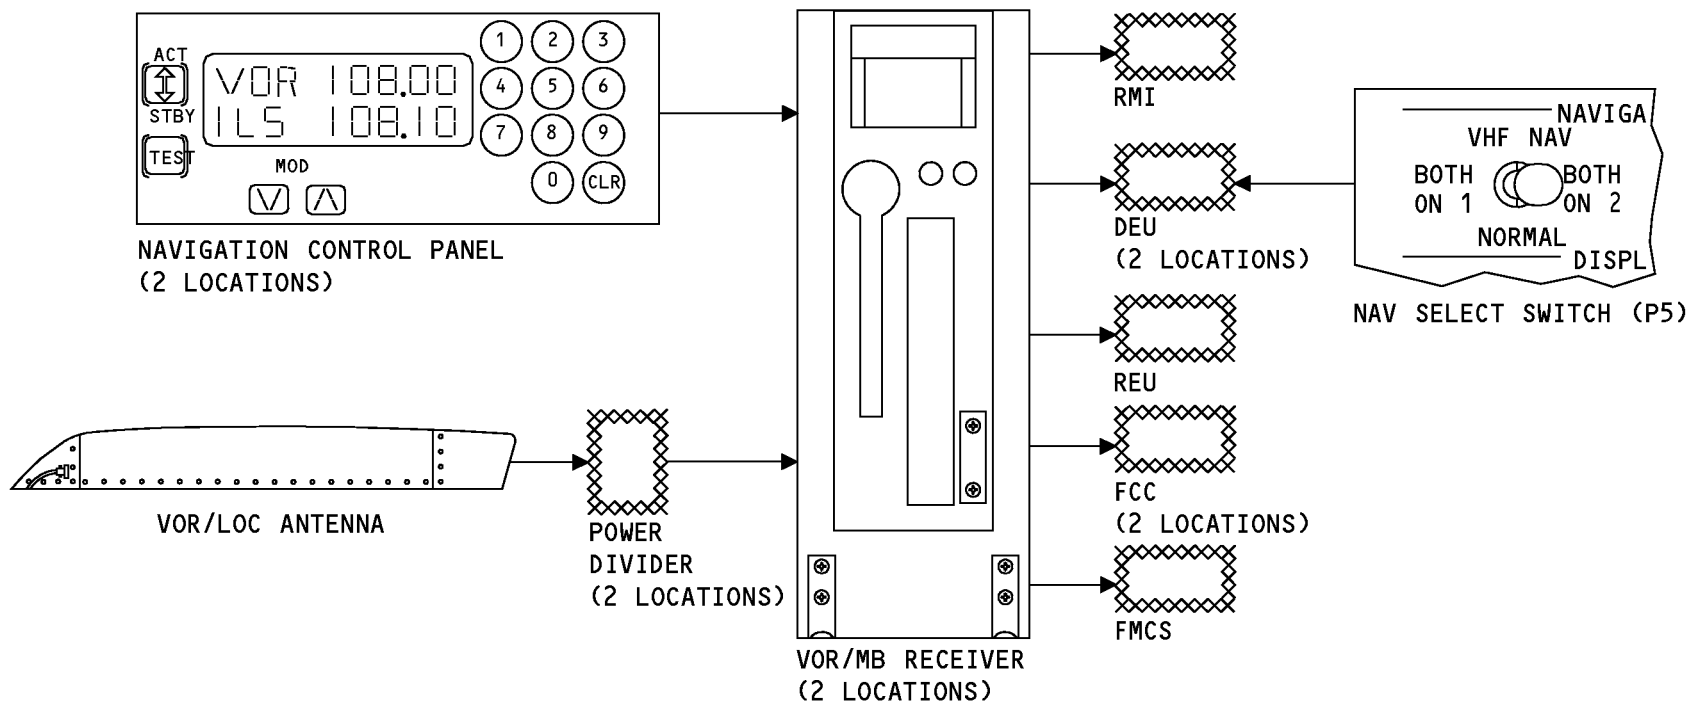 ACT
STBY
TEST
VOR 108.00
ILS 108.10
MOD
1 2 3
4 5 6
7 8 9
0 CLR
NAVIGATION CONTROL PANEL
(2 LOCATIONS)
VOR/LOC ANTENNA
POWER
DIVIDER
(2 LOCATIONS)
VOR/MB RECEIVER
(2 LOCATIONS)
RMI
DEU
(2 LOCATIONS)
REU
FCC
(2 LOCATIONS)
FMCS
NAVIGA
VHF NAV
BOTH
ON 1
BOTH
ON 2
NORMAL
DISPL
NAV SELECT SWITCH (P5)